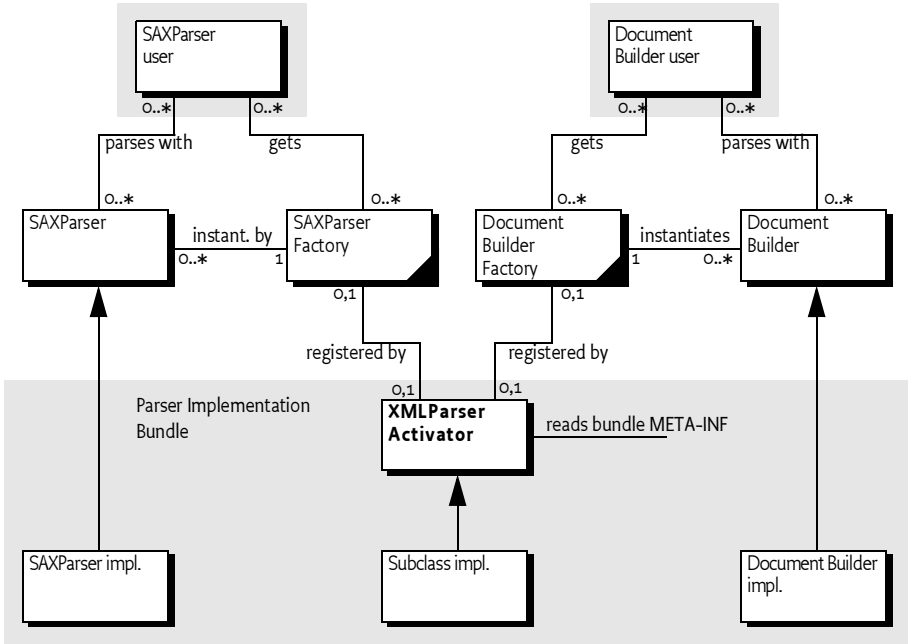 SAXParser
user
Document
Builder user
0..*
0..*
0..*
0..*
parses with
gets
gets
parses with
0..*
0..*
0..*
0..*
SAXParser
SAXParser
Factory
Document
Builder
Factory
Document
Builder
instant. by
0..*
1
instantiates
1
0..*
0,1
0,1
registered by
registered by
0,1
0,1
Parser Implementation
Bundle
XMLParser
Activator
reads bundle META-INF
SAXParser impl.
Subclass impl.
Document Builder
impl.